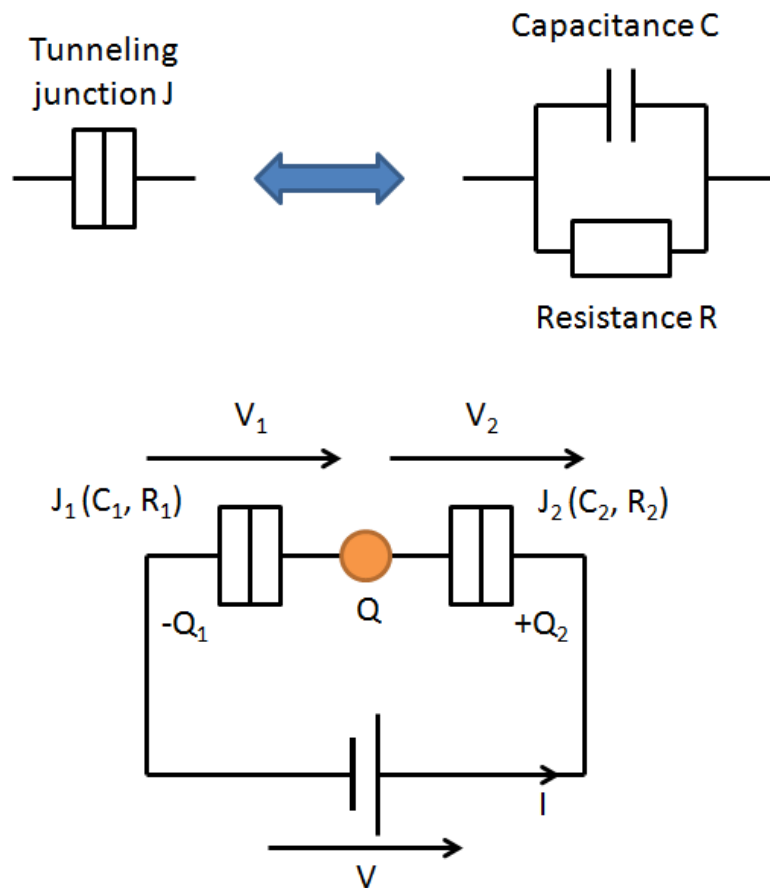 Tunneling
junction J
Capacitance C
Resistance R
V₁
V₂
J₁ (C₁, R₁)
J₂ (C₂, R₂)
Q
-Q₁
+Q₂
I
V